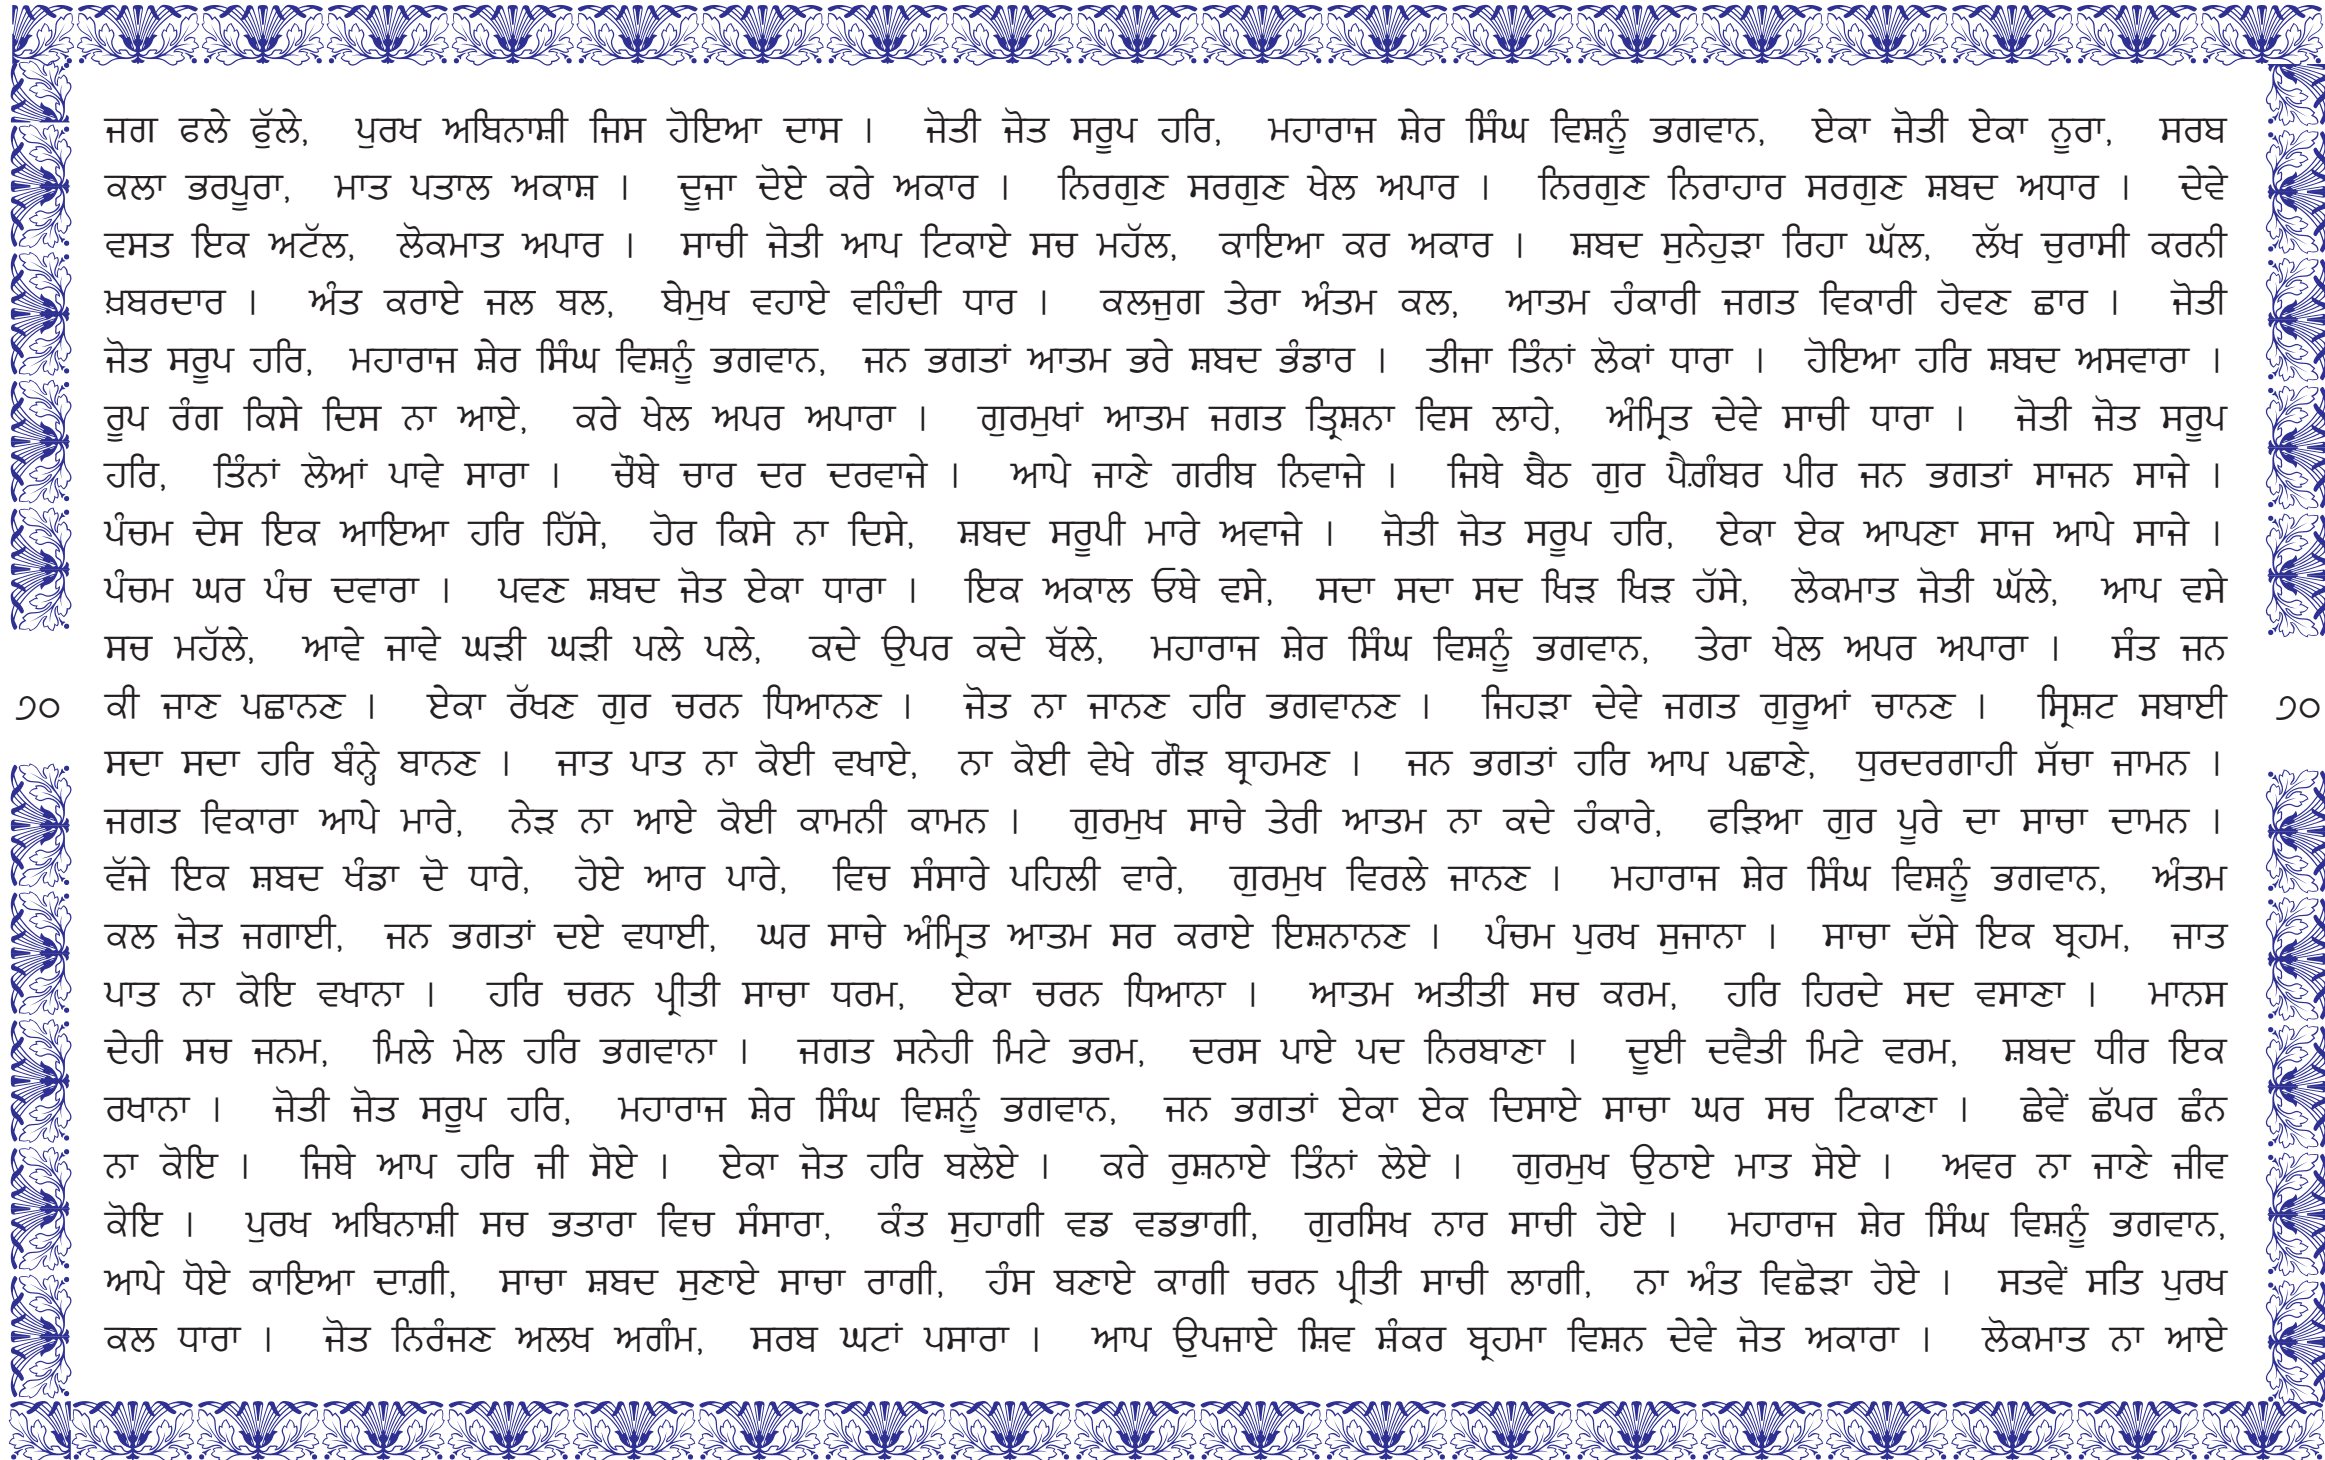 ਜਗ ਫਲੇ ਫੁੱਲੇ, ਪੁਰਖ ਅਬਿਨਾਸ਼ੀ ਜਿਸ ਹੋਇਆ ਦਾਸ । ਜੋਤੀ ਜੋਤ ਸਰੂਪ ਹਰਿ, ਮਹਾਰਾਜ ਸ਼ੇਰ ਸਿੰਘ ਵਿਸ਼ਨੂੰ ਭਗਵਾਨ, ਏਕਾ ਜੋਤੀ ਏਕਾ ਨੂਰਾ, ਸਰਬ
ਕਲਾ ਭਰਪੂਰਾ, ਮਾਤ ਪਤਾਲ ਅਕਾਸ਼ । ਦੂਜਾ ਦੋਏ ਕਰੇ ਅਕਾਰ । ਨਿਰਗੁਣ ਸਰਗੁਣ ਖੇਲ ਅਪਾਰ । ਨਿਰਗੁਣ ਨਿਰਾਹਾਰ ਸਰਗੁਣ ਸ਼ਬਦ ਅਧਾਰ । ਦੇਵੇ
ਵਸਤ ਇਕ ਅਟੱਲ, ਲੋਕਮਾਤ ਅਪਾਰ । ਸਾਚੀ ਜੋਤੀ ਆਪ ਟਿਕਾਏ ਸਚ ਮਹੱਲ, ਕਾਇਆ ਕਰ ਅਕਾਰ । ਸ਼ਬਦ ਸੁਨੇਹੁੜਾ ਰਿਹਾ ਘੱਲ, ਲੱਖ ਚੁਰਾਸੀ ਕਰਨੀ
ਖ਼ਬਰਦਾਰ । ਅੰਤ ਕਰਾਏ ਜਲ ਥਲ, ਬੇਮੁਖ ਵਹਾਏ ਵਹਿੰਦੀ ਧਾਰ । ਕਲਜੁਗ ਤੇਰਾ ਅੰਤਮ ਕਲ, ਆਤਮ ਹੰਕਾਰੀ ਜਗਤ ਵਿਕਾਰੀ ਹੋਵਣ ਛਾਰ । ਜੋਤੀ
ਜੋਤ ਸਰੂਪ ਹਰਿ, ਮਹਾਰਾਜ ਸ਼ੇਰ ਸਿੰਘ ਵਿਸ਼ਨੂੰ ਭਗਵਾਨ, ਜਨ ਭਗਤਾਂ ਆਤਮ ਭਰੇ ਸ਼ਬਦ ਭੰਡਾਰ । ਤੀਜਾ ਤਿੰਨਾਂ ਲੋਕਾਂ ਧਾਰਾ । ਹੋਇਆ ਹਰਿ ਸ਼ਬਦ ਅਸਵਾਰਾ ।
ਰੂਪ ਰੰਗ ਕਿਸੇ ਦਿਸ ਨਾ ਆਏ, ਕਰੇ ਖੇਲ ਅਪਰ ਅਪਾਰਾ । ਗੁਰਮੁਖਾਂ ਆਤਮ ਜਗਤ ਤ੍ਰਿਸ਼ਨਾ ਵਿਸ ਲਾਹੇ, ਅੰਮ੍ਰਿਤ ਦੇਵੇ ਸਾਚੀ ਧਾਰਾ । ਜੋਤੀ ਜੋਤ ਸਰੂਪ
ਹਰਿ, ਤਿੰਨਾਂ ਲੋਆਂ ਪਾਵੇ ਸਾਰਾ । ਚੌਥੇ ਚਾਰ ਦਰ ਦਰਵਾਜੇ । ਆਪੇ ਜਾਣੇ ਗਰੀਬ ਨਿਵਾਜੇ । ਜਿਥੇ ਬੈਠ ਗੁਰ ਪੈਗ਼ੰਬਰ ਪੀਰ ਜਨ ਭਗਤਾਂ ਸਾਜਨ ਸਾਜੇ ।
ਪੰਚਮ ਦੇਸ ਇਕ ਆਇਆ ਹਰਿ ਹਿੱਸੇ, ਹੋਰ ਕਿਸੇ ਨਾ ਦਿਸੇ, ਸ਼ਬਦ ਸਰੂਪੀ ਮਾਰੇ ਅਵਾਜੇ । ਜੋਤੀ ਜੋਤ ਸਰੂਪ ਹਰਿ, ਏਕਾ ਏਕ ਆਪਣਾ ਸਾਜ ਆਪੇ ਸਾਜੇ ।
ਪੰਚਮ ਘਰ ਪੰਚ ਦਵਾਰਾ । ਪਵਣ ਸ਼ਬਦ ਜੋਤ ਏਕਾ ਧਾਰਾ । ਇਕ ਅਕਾਲ ਓਥੇ ਵਸੇ, ਸਦਾ ਸਦਾ ਸਦ ਖਿੜ ਖਿੜ ਹੱਸੇ, ਲੋਕਮਾਤ ਜੋਤੀ ਘੱਲੇ, ਆਪ ਵਸੇ
ਸਚ ਮਹੱਲੇ, ਆਵੇ ਜਾਵੇ ਘੜੀ ਘੜੀ ਪਲੇ ਪਲੇ, ਕਦੇ ਉਪਰ ਕਦੇ ਥੱਲੇ, ਮਹਾਰਾਜ ਸ਼ੇਰ ਸਿੰਘ ਵਿਸ਼ਨੂੰ ਭਗਵਾਨ, ਤੇਰਾ ਖੇਲ ਅਪਰ ਅਪਾਰਾ । ਸੰਤ ਜਨ
੭੦ ਕੀ ਜਾਣ ਪਛਾਨਣ । ਏਕਾ ਰੱਖਣ ਗੁਰ ਚਰਨ ਧਿਆਨਣ । ਜੋਤ ਨਾ ਜਾਨਣ ਹਰਿ ਭਗਵਾਨਣ । ਜਿਹੜਾ ਦੇਵੇ ਜਗਤ ਗੁਰੂਆਂ ਚਾਨਣ । ਸ੍ਰਿਸ਼ਟ ਸਬਾਈ ੭੦
ਸਦਾ ਸਦਾ ਹਰਿ ਬੰਨ੍ਹੇ ਬਾਨਣ । ਜਾਤ ਪਾਤ ਨਾ ਕੋਈ ਵਖਾਏ, ਨਾ ਕੋਈ ਵੇਖੇ ਗੌੜ ਬ੍ਰਾਹਮਣ । ਜਨ ਭਗਤਾਂ ਹਰਿ ਆਪ ਪਛਾਣੇ, ਧੁਰਦਰਗਾਹੀ ਸੱਚਾ ਜਾਮਨ ।
ਜਗਤ ਵਿਕਾਰਾ ਆਪੇ ਮਾਰੇ, ਨੇੜ ਨਾ ਆਏ ਕੋਈ ਕਾਮਨੀ ਕਾਮਨ । ਗੁਰਮੁਖ ਸਾਚੇ ਤੇਰੀ ਆਤਮ ਨਾ ਕਦੇ ਹੰਕਾਰੇ, ਫੜਿਆ ਗੁਰ ਪੂਰੇ ਦਾ ਸਾਚਾ ਦਾਮਨ ।
ਵੱਜੇ ਇਕ ਸ਼ਬਦ ਖੰਡਾ ਦੋ ਧਾਰੇ, ਹੋਏ ਆਰ ਪਾਰੇ, ਵਿਚ ਸੰਸਾਰੇ ਪਹਿਲੀ ਵਾਰੇ, ਗੁਰਮੁਖ ਵਿਰਲੇ ਜਾਨਣ । ਮਹਾਰਾਜ ਸ਼ੇਰ ਸਿੰਘ ਵਿਸ਼ਨੂੰ ਭਗਵਾਨ, ਅੰਤਮ
ਕਲ ਜੋਤ ਜਗਾਈ, ਜਨ ਭਗਤਾਂ ਦਏ ਵਧਾਈ, ਘਰ ਸਾਚੇ ਅੰਮ੍ਰਿਤ ਆਤਮ ਸਰ ਕਰਾਏ ਇਸ਼ਨਾਨਣ । ਪੰਚਮ ਪੁਰਖ ਸੁਜਾਨਾ । ਸਾਚਾ ਦੱਸੇ ਇਕ ਬ੍ਰਹਮ, ਜਾਤ
ਪਾਤ ਨਾ ਕੋਇ ਵਖਾਨਾ । ਹਰਿ ਚਰਨ ਪ੍ਰੀਤੀ ਸਾਚਾ ਧਰਮ, ਏਕਾ ਚਰਨ ਧਿਆਨਾ । ਆਤਮ ਅਤੀਤੀ ਸਚ ਕਰਮ, ਹਰਿ ਹਿਰਦੇ ਸਦ ਵਸਾਣਾ । ਮਾਨਸ
ਦੇਹੀ ਸਚ ਜਨਮ, ਮਿਲੇ ਮੇਲ ਹਰਿ ਭਗਵਾਨਾ । ਜਗਤ ਸਨੇਹੀ ਮਿਟੇ ਭਰਮ, ਦਰਸ ਪਾਏ ਪਦ ਨਿਰਬਾਣਾ । ਦੂਈ ਦਵੈਤੀ ਮਿਟੇ ਵਰਮ, ਸ਼ਬਦ ਧੀਰ ਇਕ
ਰਖਾਨਾ । ਜੋਤੀ ਜੋਤ ਸਰੂਪ ਹਰਿ, ਮਹਾਰਾਜ ਸ਼ੇਰ ਸਿੰਘ ਵਿਸ਼ਨੂੰ ਭਗਵਾਨ, ਜਨ ਭਗਤਾਂ ਏਕਾ ਏਕ ਦਿਸਾਏ ਸਾਚਾ ਘਰ ਸਚ ਟਿਕਾਣਾ । ਛੇਵੇਂ ਛੱਪਰ ਛੰਨ
ਨਾ ਕੋਇ । ਜਿਥੇ ਆਪ ਹਰਿ ਜੀ ਸੋਏ । ਏਕਾ ਜੋਤ ਹਰਿ ਬਲੋਏ । ਕਰੇ ਰੁਸ਼ਨਾਏ ਤਿੰਨਾਂ ਲੋਏ । ਗੁਰਮੁਖ ਉਠਾਏ ਮਾਤ ਸੋਏ । ਅਵਰ ਨਾ ਜਾਣੇ ਜੀਵ
ਕੋਇ । ਪੁਰਖ ਅਬਿਨਾਸ਼ੀ ਸਚ ਭਤਾਰਾ ਵਿਚ ਸੰਸਾਰਾ, ਕੰਤ ਸੁਹਾਗੀ ਵਡ ਵਡਭਾਗੀ, ਗੁਰਸਿਖ ਨਾਰ ਸਾਚੀ ਹੋਏ । ਮਹਾਰਾਜ ਸ਼ੇਰ ਸਿੰਘ ਵਿਸ਼ਨੂੰ ਭਗਵਾਨ,
ਆਪੇ ਧੋਏ ਕਾਇਆ ਦਾਗ਼ੀ, ਸਾਚਾ ਸ਼ਬਦ ਸੁਣਾਏ ਸਾਚਾ ਰਾਗੀ, ਹੰਸ ਬਣਾਏ ਕਾਗੀ ਚਰਨ ਪ੍ਰੀਤੀ ਸਾਚੀ ਲਾਗੀ, ਨਾ ਅੰਤ ਵਿਛੋੜਾ ਹੋਏ । ਸਤਵੇਂ ਸਤਿ ਪੁਰਖ
ਕਲ ਧਾਰਾ । ਜੋਤ ਨਿਰੰਜਣ ਅਲਖ ਅਗੰਮ, ਸਰਬ ਘਟਾਂ ਪਸਾਰਾ । ਆਪ ਉਪਜਾਏ ਸ਼ਿਵ ਸ਼ੰਕਰ ਬ੍ਰਹਮਾ ਵਿਸ਼ਨ ਦੇਵੇ ਜੋਤ ਅਕਾਰਾ । ਲੋਕਮਾਤ ਨਾ ਆਏ